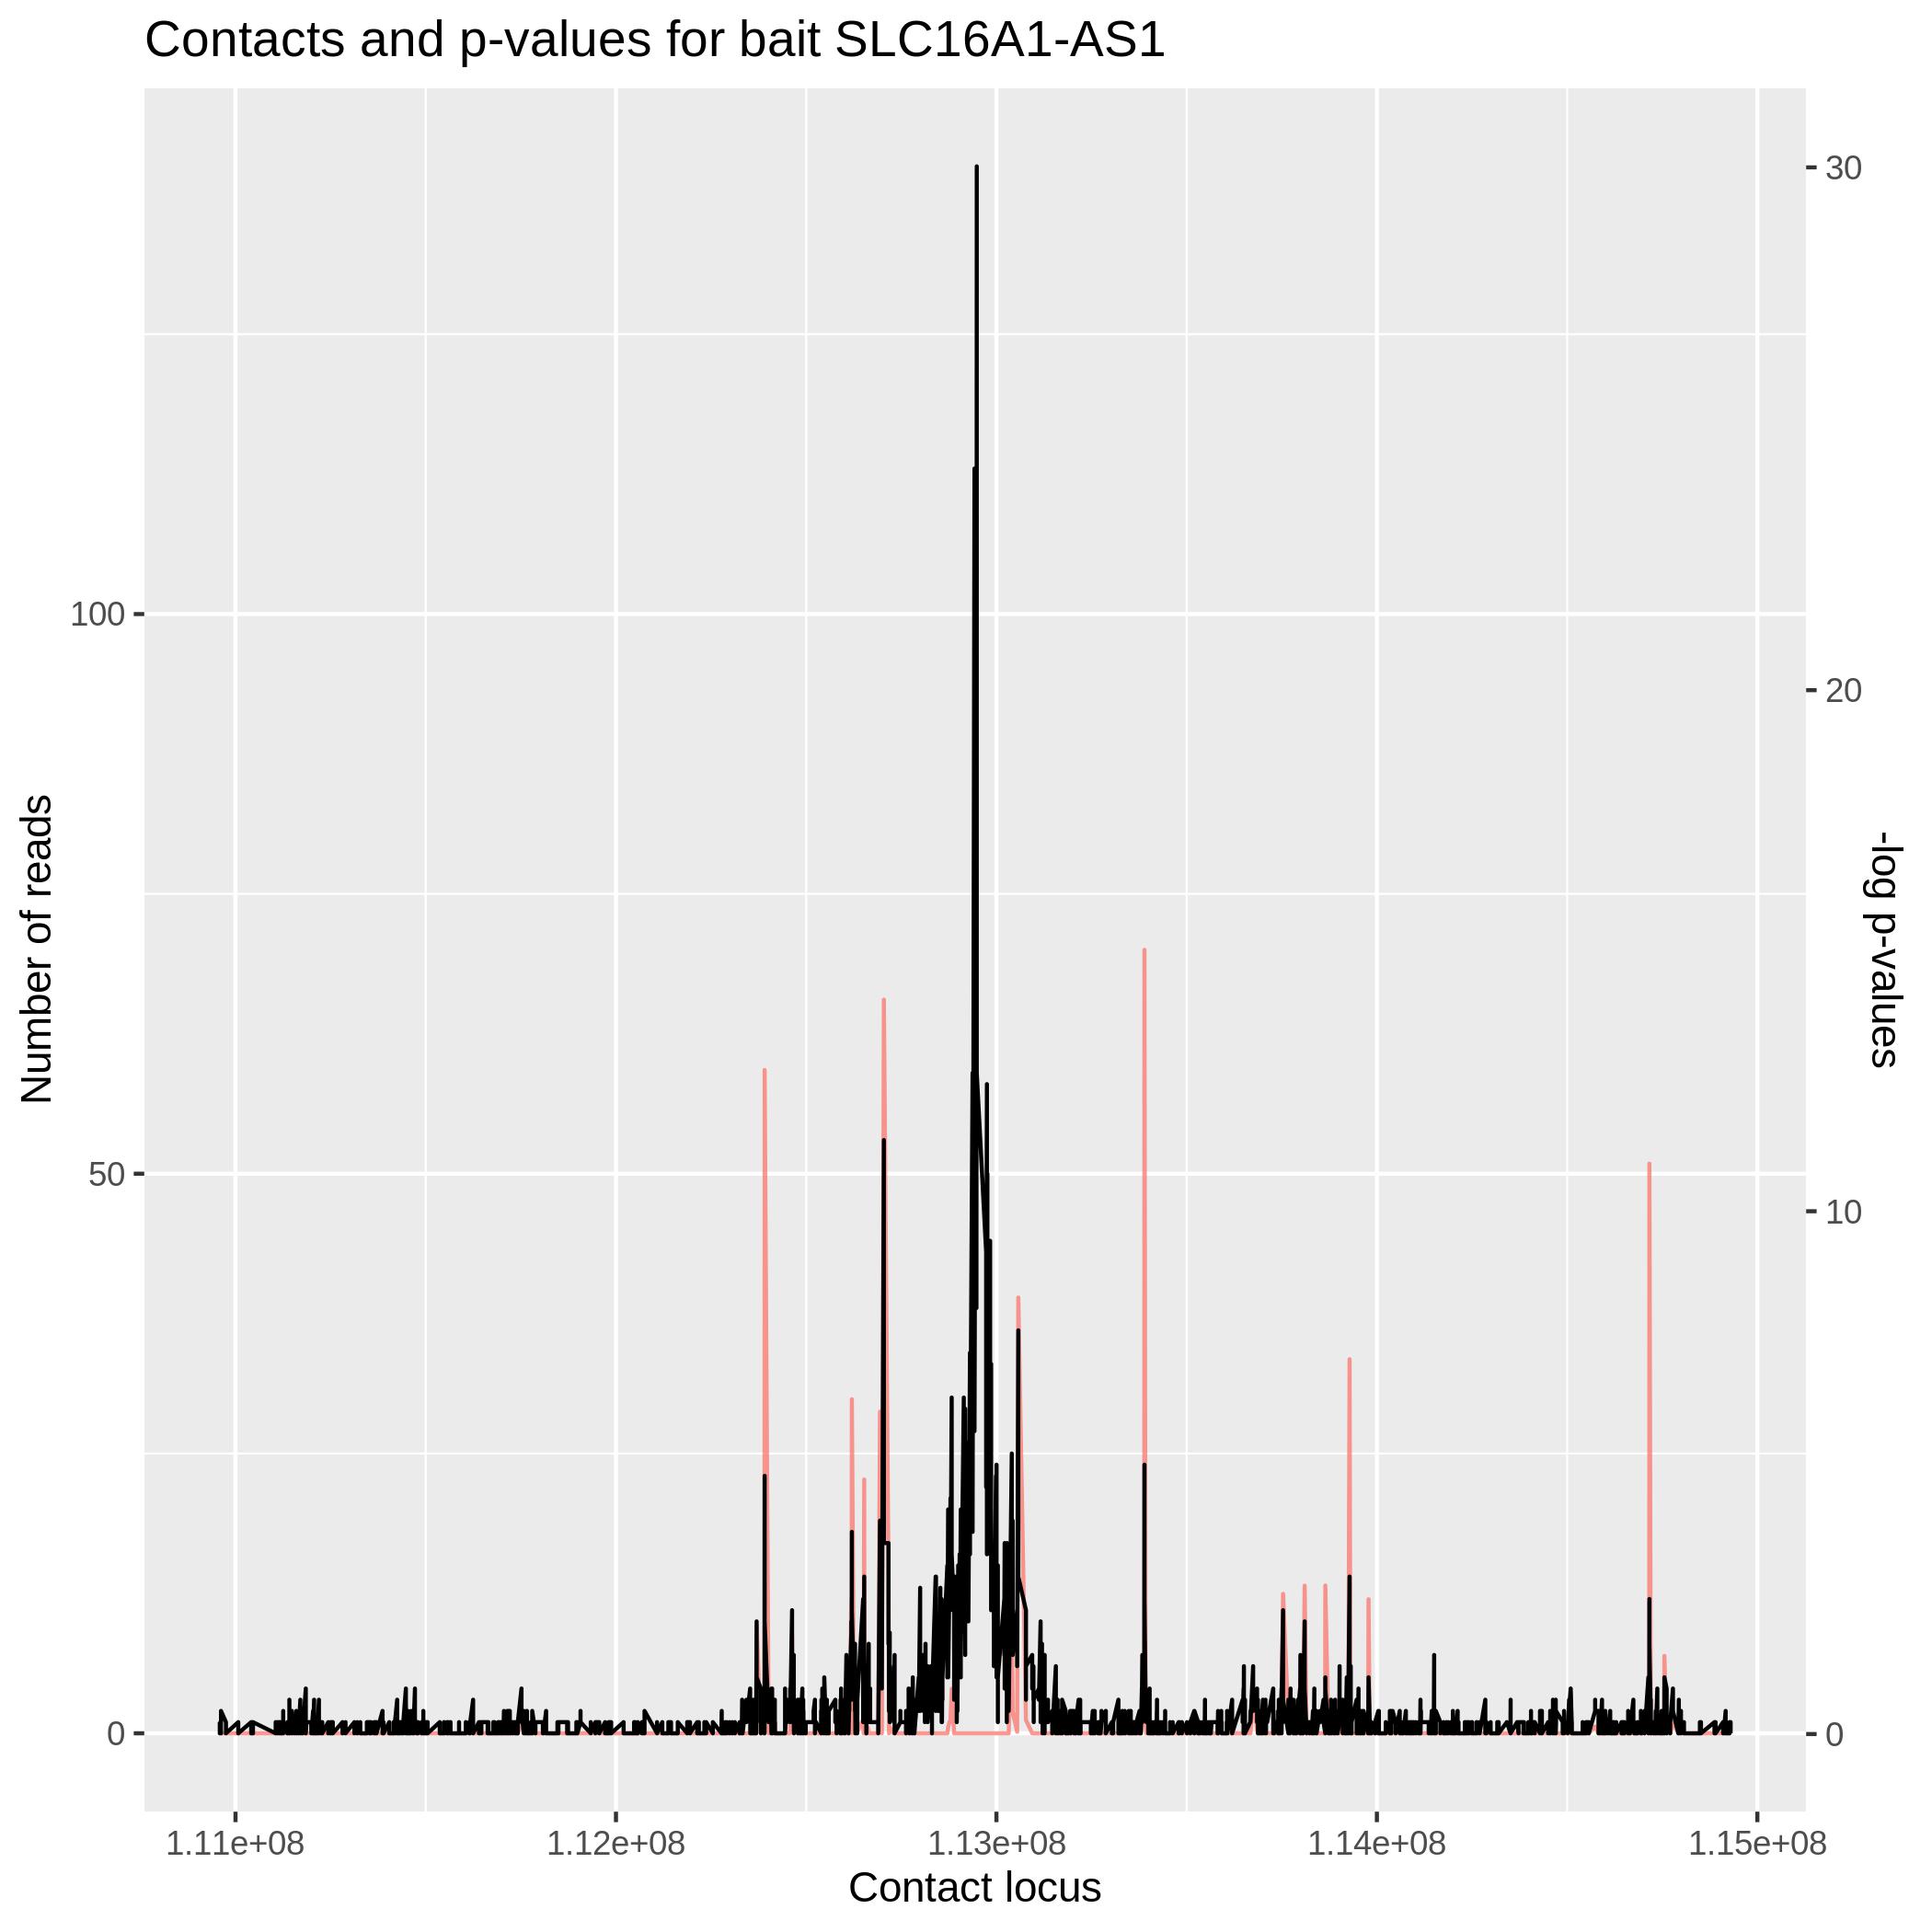 Contacts and p-values for bait SLC16A1-AS1
30
100
20
Number of reads
-log p-values
50
10
0
0
1.11e+08
1.12e+08
1.13e+08
1.14e+08
1.15e+08
Contact locus